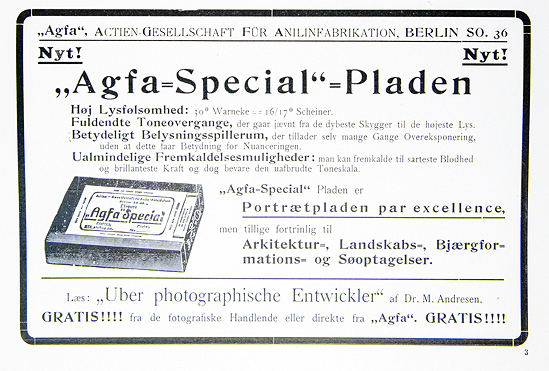 „Agfa“, ACTIEN-GESELLSCHAFT FÜR ANILINFABRIKATION, BERLIN SO. 36
Nyt! Nyt!
„Agfa=Special“=Pladen
Høj Lysfølsomhed: 30° Warneke = 16/17° Scheiner.
Fuldendte Toneovergange, der gaar jævnt fra de dybeste Skygger til de højeste Lys.
Betydeligt Belysningsspillerum, der tillader selv mange Gange Overeksponering,
uden at dette faar Betydning for Nuanceringen.
Ualmindelige Fremkaldelsesmuligheder: man kan fremkalde til sarteste Blødhed
og brillanteste Kraft og dog bevare den uafbrudte Toneskala.
Agfa Special
„Agfa-Special“ Pladen er
Portrætpladen par excellence,
men tillige fortrinlig til
Arkitektur=, Landskabs=, Bjærgfor=
mations= og Søoptagelser.
Læs: „Uber photographische Entwickler“ af Dr. M. Andresen.
GRATIS!!!! fra de fotografiske Handlende eller direkte fra „Agfa“. GRATIS!!!!
3